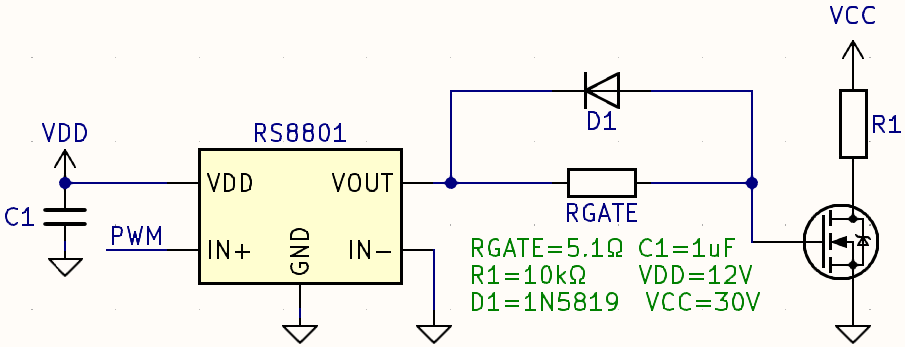 VCC
D1
R1
VDD
RS8801
C1
VDD
VOUT
RGATE
PWM
IN+
GND
IN-
RGATE=5.1Ω C1=1uF
R1=10kΩ VDD=12V
D1=1N5819 VCC=30V